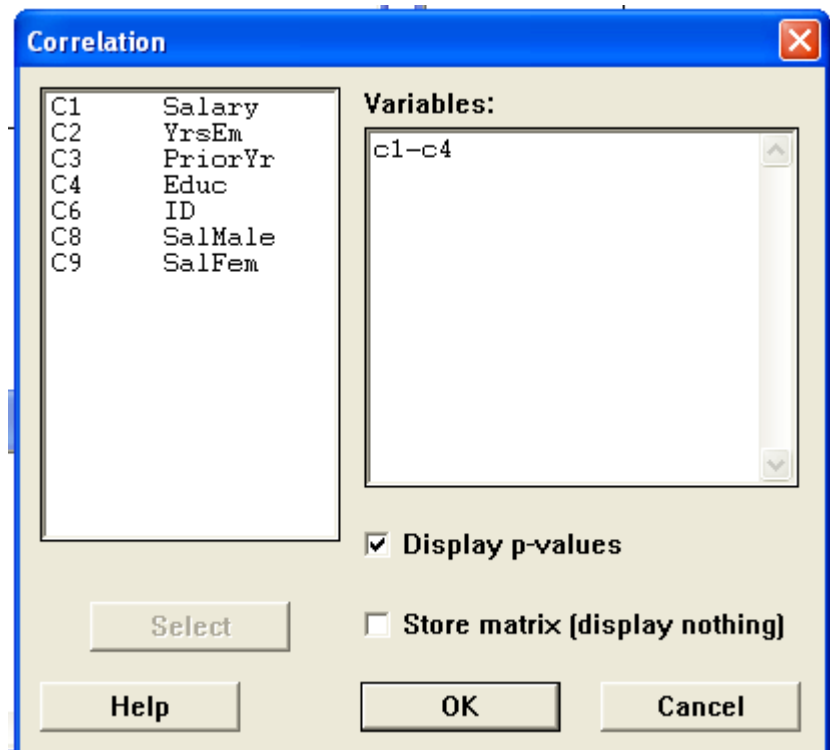 Correlation
C1 Salary
C2 YrsEm
C3 PriorYr
C4 Educ
C6 ID
C8 SalMale
C9 SalFem
Variables:
c1-c4
Display p-values
Select
Store matrix (display nothing)
Help
OK
Cancel